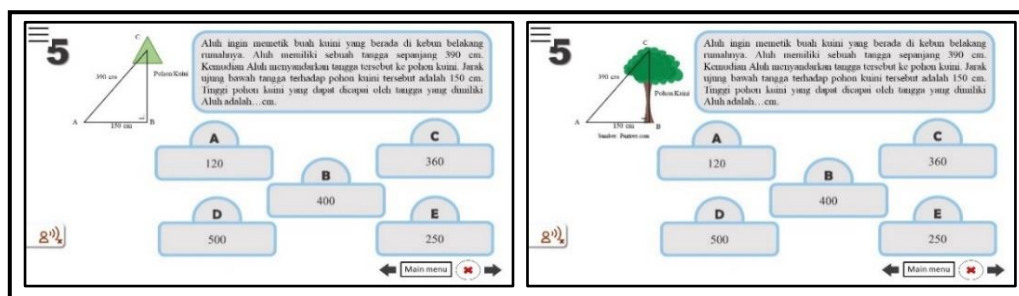 5
C
390 cm
Pohon Kuini
A
150 cm
B
Aluh ingin memetik buah kuini yang berada di kebun belakang
rumahnya. Aluh memiliki sebuah tangga sepanjang 390 cm.
Kemudian Aluh menyandarkan tangga tersebut ke pohon kuini. Jarak
ujung bawah tangga terhadap pohon kuini tersebut adalah 150 cm.
Tinggi pohon kuini yang dapat dicapai oleh tangga yang dimiliki
Aluh adalah…cm.
A
120
C
360
B
400
D
500
E
250
Main menu
5
C
390 cm
Pohon Kuini
A
150 cm
B
Sumber: Pngtree.com
Aluh ingin memetik buah kuini yang berada di kebun belakang
rumahnya. Aluh memiliki sebuah tangga sepanjang 390 cm.
Kemudian Aluh menyandarkan tangga tersebut ke pohon kuini. Jarak
ujung bawah tangga terhadap pohon kuini tersebut adalah 150 cm.
Tinggi pohon kuini yang dapat dicapai oleh tangga yang dimiliki
Aluh adalah…cm.
A
120
C
360
B
400
D
500
E
250
Main menu